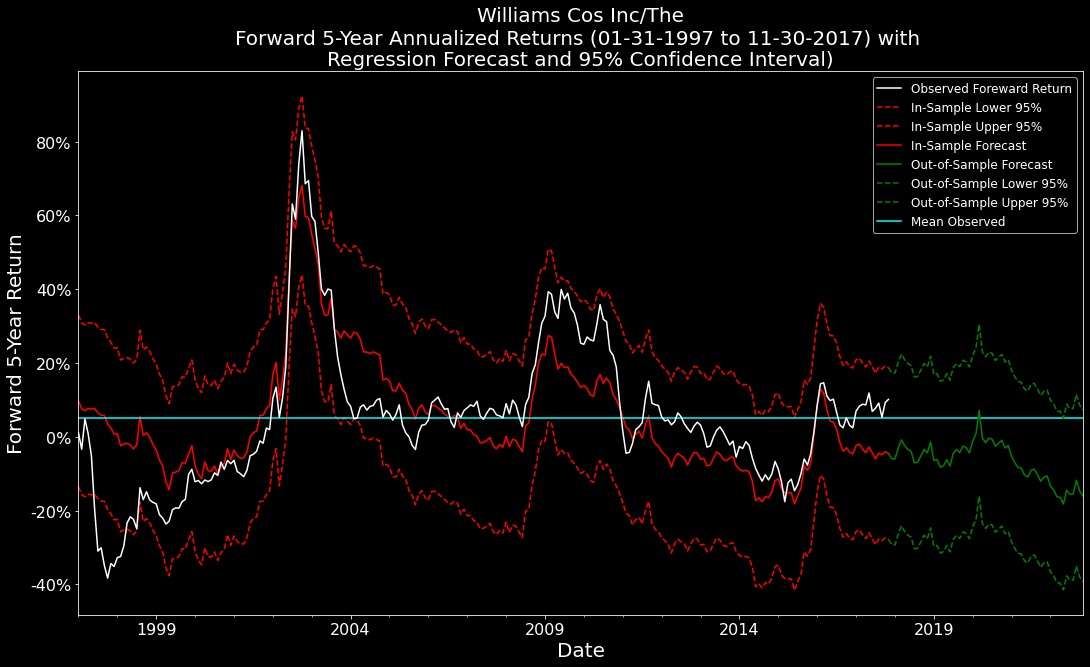 Williams Cos Inc/The
Forward 5-Year Annualized Returns (01-31-1997 to 11-30-2017) with
Regression Forecast and 95% Confidence Interval)
Observed Foreward Return
In-Sample Lower 95%
In-Sample Upper 95%
In-Sample Forecast
Out-of-Sample Forecast
Out-of-Sample Lower 95%
Out-of-Sample Upper 95%
Mean Observed
Forward 5-Year Return
80%
60%
40%
20%
0%
-20%
-40%
1999
2004
2009
2014
2019
Date